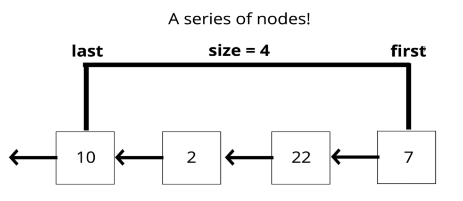 A series of nodes!
last size = 4 first
10 2 22 7